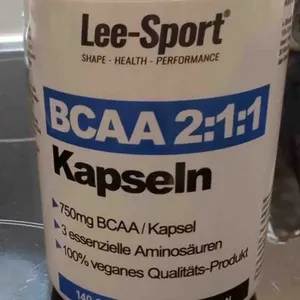 Lee-Sport®
SHAPE - HEALTH - PERFORMANCE
BCAA 2:1:1
Kapseln
750mg BCAA/Kapsel
3 essenzielle Aminosäuren
100% veganes Qualitäts-Produkt